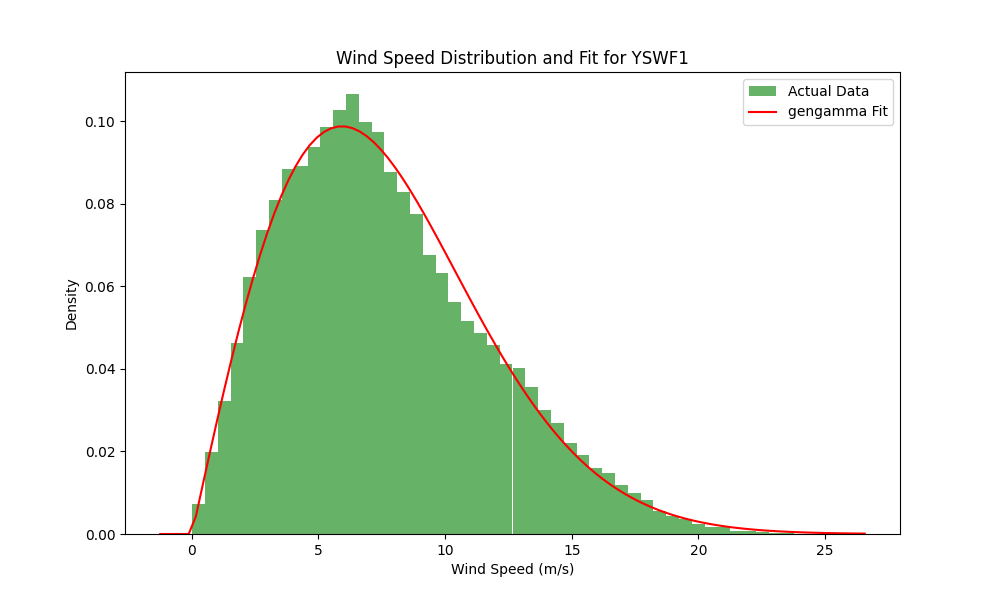 Wind Speed Distribution and Fit for YSWF1
Actual Data
gengamma Fit
Density
0.10
0.08
0.06
0.04
0.02
0.00
0
5
10
15
20
25
Wind Speed (m/s)